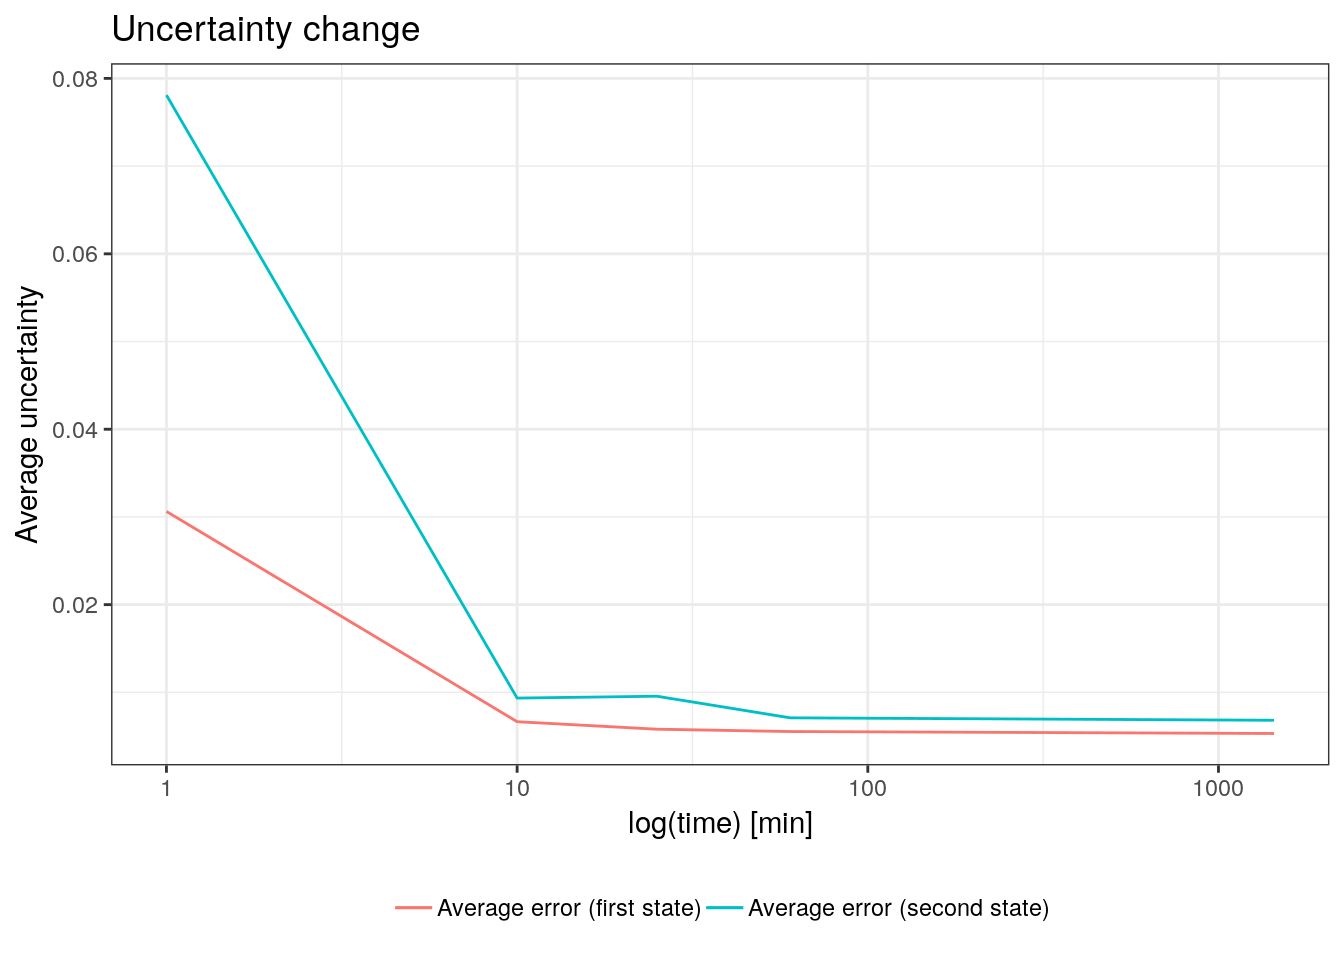 Uncertainty change
0.08
0.06
0.04
0.02
Average uncertainty
1 10 100 1000
log(time) [min]
Average error (first state) Average error (second state)